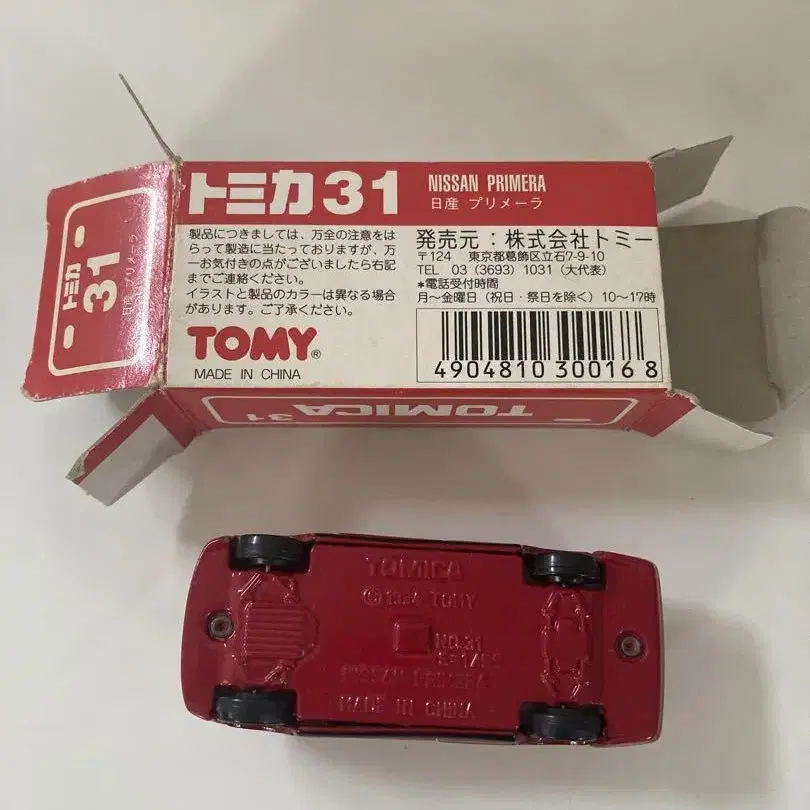 トミカ31
NISSAN PRIMERA
日産 プリメーラ
製品につきましては、万全の注意をは
らって製造に当たっておりますが、万
一お気付きの点がございましたら右記
までご連絡ください。
イラストと製品のカラーは異なる場合
があります。ご了承ください。
TOMY®
MADE IN CHINA
発売元:株式会社トミー
〒124 東京都葛飾区立石7-9-10
TEL 03 (3693) 1031 (大代表)
*電話受付時間
月~金曜日(祝日・祭日を除く) 10~17時
4904810 300168
トミカ
31
日産 プリメーラ
TOMICA 31
TOMICA
TOMY
NISSAN PRIMERA
MADE IN CHINA